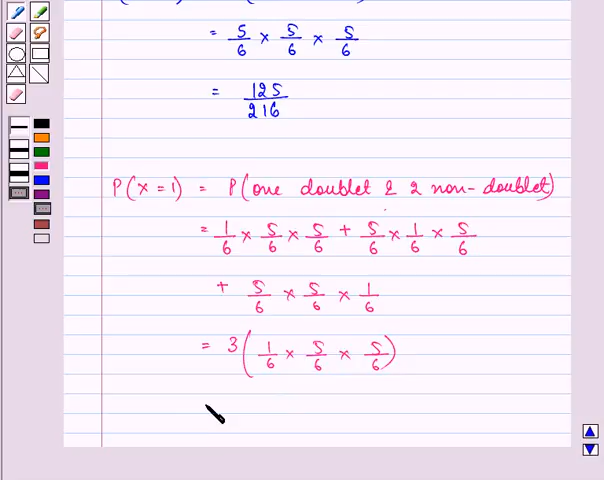 = 5/6 × 5/6 × 5/6
= 125/216
P(x=1) = P(one doublet & 2 non-doublet)
= 1/6 × 5/6 × 5/6 + 5/6 × 1/6 × 5/6
+ 5/6 × 5/6 × 1/6
= 3(1/6 × 5/6 × 5/6)